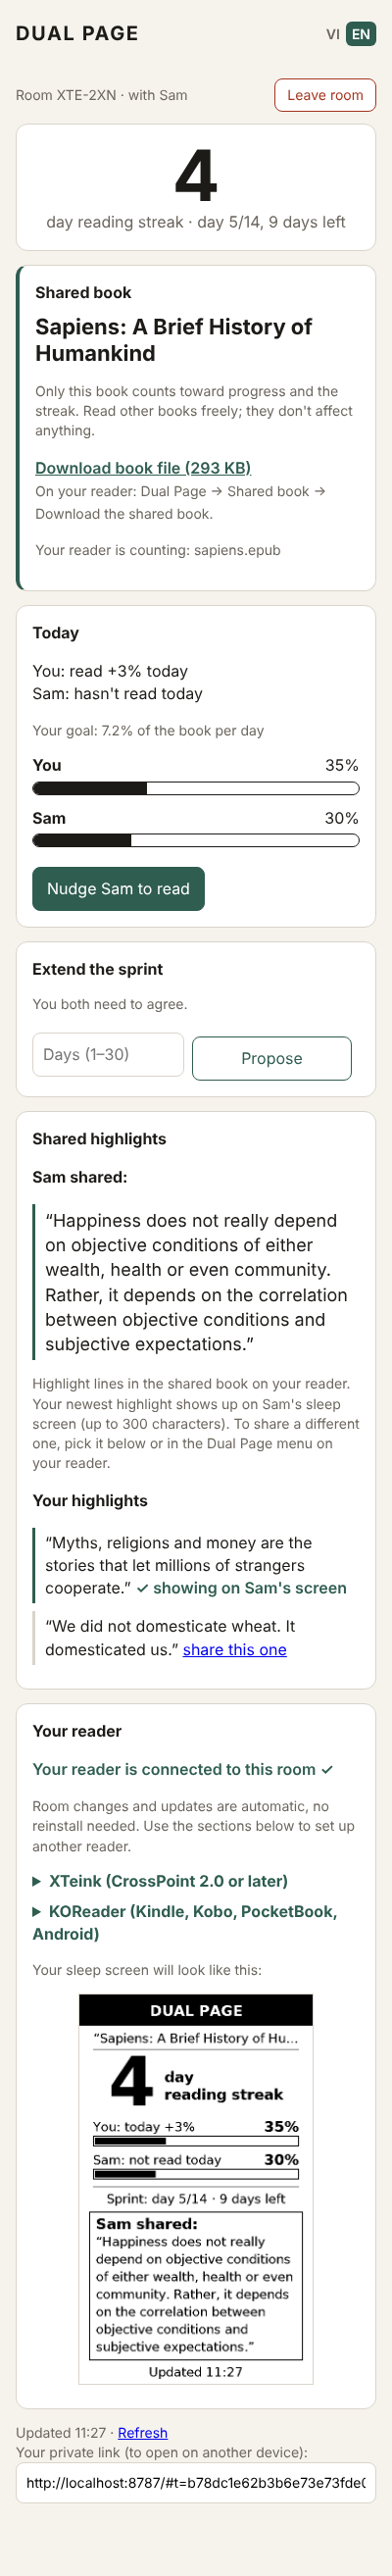 DUAL PAGE
VI EN
Room XTE-2XN · with Sam
Leave room
4
day reading streak · day 5/14, 9 days left
Shared book
Sapiens: A Brief History of
Humankind
Only this book counts toward progress and the
streak. Read other books freely; they don't affect
anything.
Download book file (293 KB)
On your reader: Dual Page → Shared book →
Download the shared book.
Your reader is counting: sapiens.epub
Today
You: read +3% today
Sam: hasn't read today
Your goal: 7.2% of the book per day
You 35%
Sam 30%
Nudge Sam to read
Extend the sprint
You both need to agree.
Days (1–30)
Propose
Shared highlights
Sam shared:
“Happiness does not really depend
on objective conditions of either
wealth, health or even community.
Rather, it depends on the correlation
between objective conditions and
subjective expectations.”
Highlight lines in the shared book on your reader.
Your newest highlight shows up on Sam's sleep
screen (up to 300 characters). To share a different
one, pick it below or in the Dual Page menu on
your reader.
Your highlights
“Myths, religions and money are the
stories that let millions of strangers
cooperate.” ✓ showing on Sam's screen
“We did not domesticate wheat. It
domesticated us.” share this one
Your reader
Your reader is connected to this room ✓
Room changes and updates are automatic, no
reinstall needed. Use the sections below to set up
another reader.
▶ XTeink (CrossPoint 2.0 or later)
▶ KOReader (Kindle, Kobo, PocketBook,
Android)
Your sleep screen will look like this:
DUAL PAGE
“Sapiens: A Brief History of Hu...
4 day
reading streak
You: today +3% 35%
Sam: not read today 30%
Sprint: day 5/14 · 9 days left
Sam shared:
“Happiness does not really
depend on objective conditions
of either wealth, health or even
community. Rather, it depends
on the correlation between
objective conditions and
subjective expectations.”
Updated 11:27
Updated 11:27 · Refresh
Your private link (to open on another device):
http://localhost:8787/#t=b78dc1e62b3b6e73e73fde0